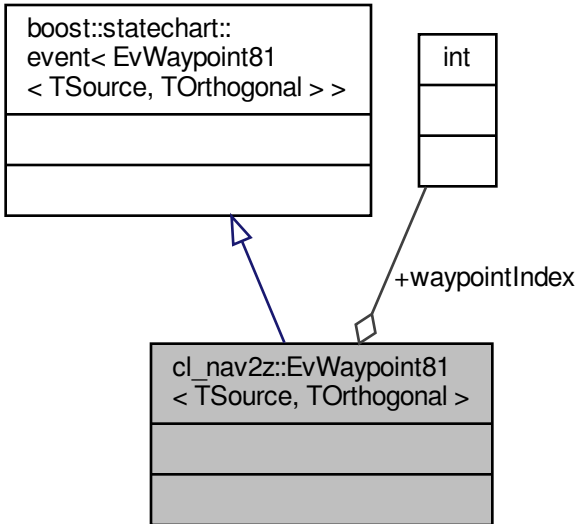 boost::statechart::
event< EvWaypoint81
< TSource, TOrthogonal > >
int
+waypointIndex
cl_nav2z::EvWaypoint81
< TSource, TOrthogonal >